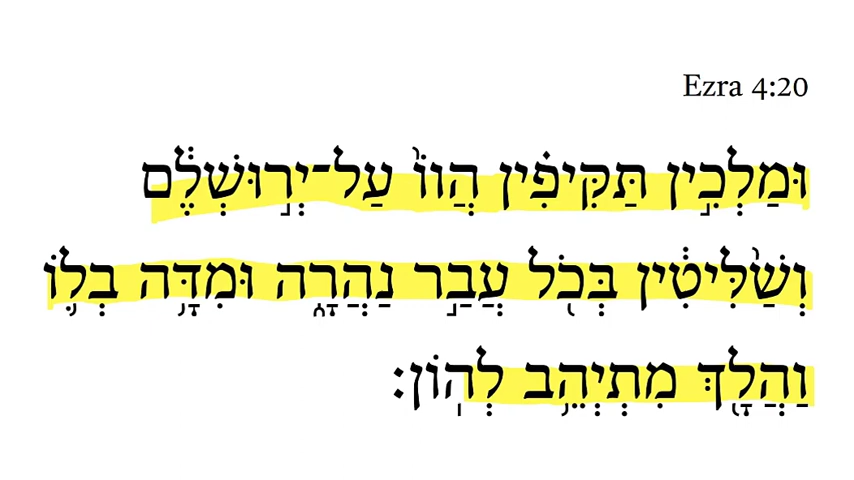 Ezra 4:20
וּמַלְכִ֣ין תַּקִּיפִ֗ין הֲווֹ֙ עַל־יְר֣וּשְׁלֶ֔ם
וְשַׁ֨לִּיטִ֔ין בְּכֹ֖ל עֲבַ֣ר נַהֲרָ֑ה וּמִדָּ֥ה בְל֛וֹ
וַהֲלָ֖ךְ מִתְיְהֵ֥ב לְהֽוֹן׃